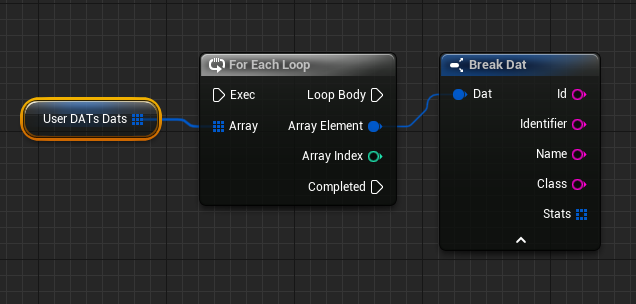 User DATs Dats
For Each Loop
Exec
Loop Body
Array
Array Element
Array Index
Completed
Break Dat
Dat
Id
Identifier
Name
Class
Stats